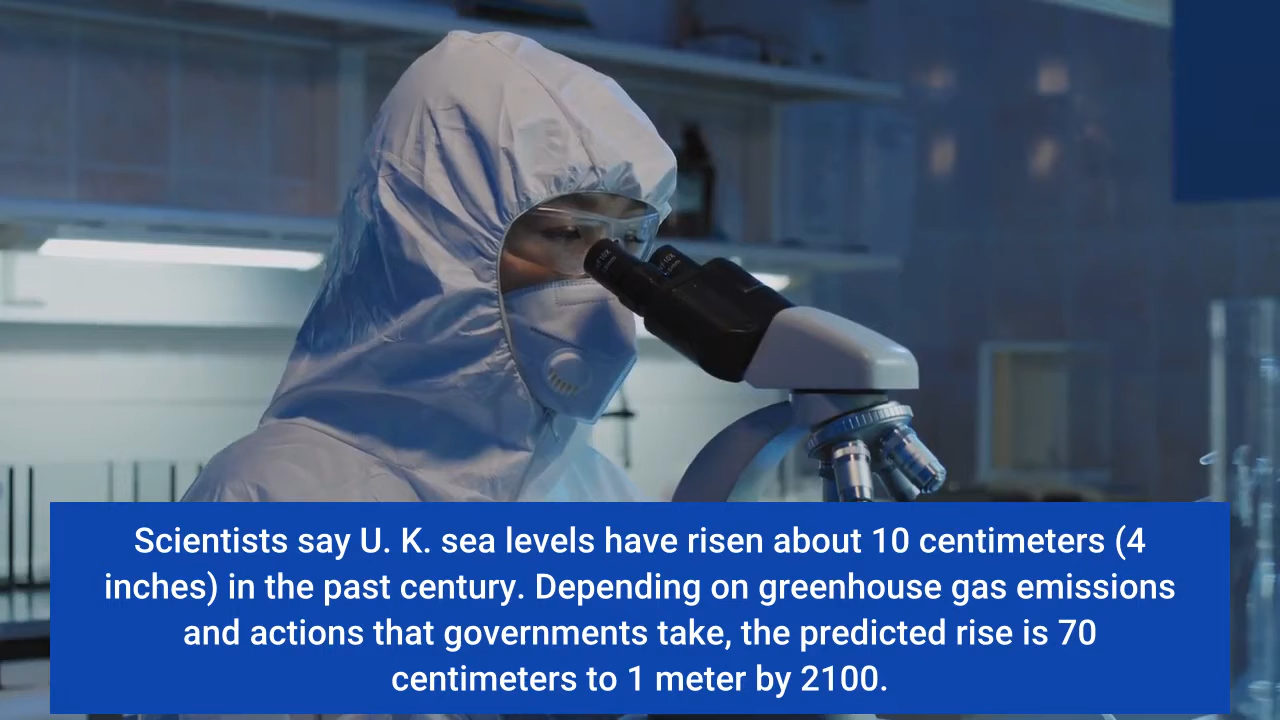 Scientists say U. K. sea levels have risen about 10 centimeters (4
inches) in the past century. Depending on greenhouse gas emissions
and actions that governments take, the predicted rise is 70
centimeters to 1 meter by 2100.